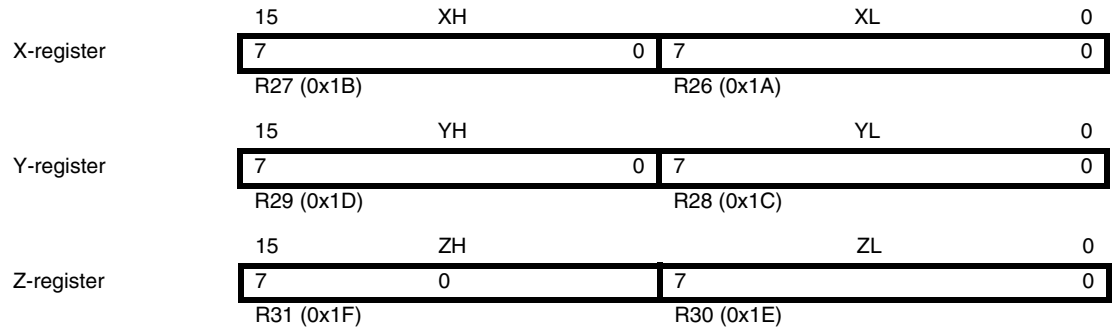 15 XH XL 0
X-register 7 0 7 0
R27 (0x1B) R26 (0x1A)
15 YH YL 0
Y-register 7 0 7 0
R29 (0x1D) R28 (0x1C)
15 ZH ZL 0
Z-register 7 0 7 0
R31 (0x1F) R30 (0x1E)